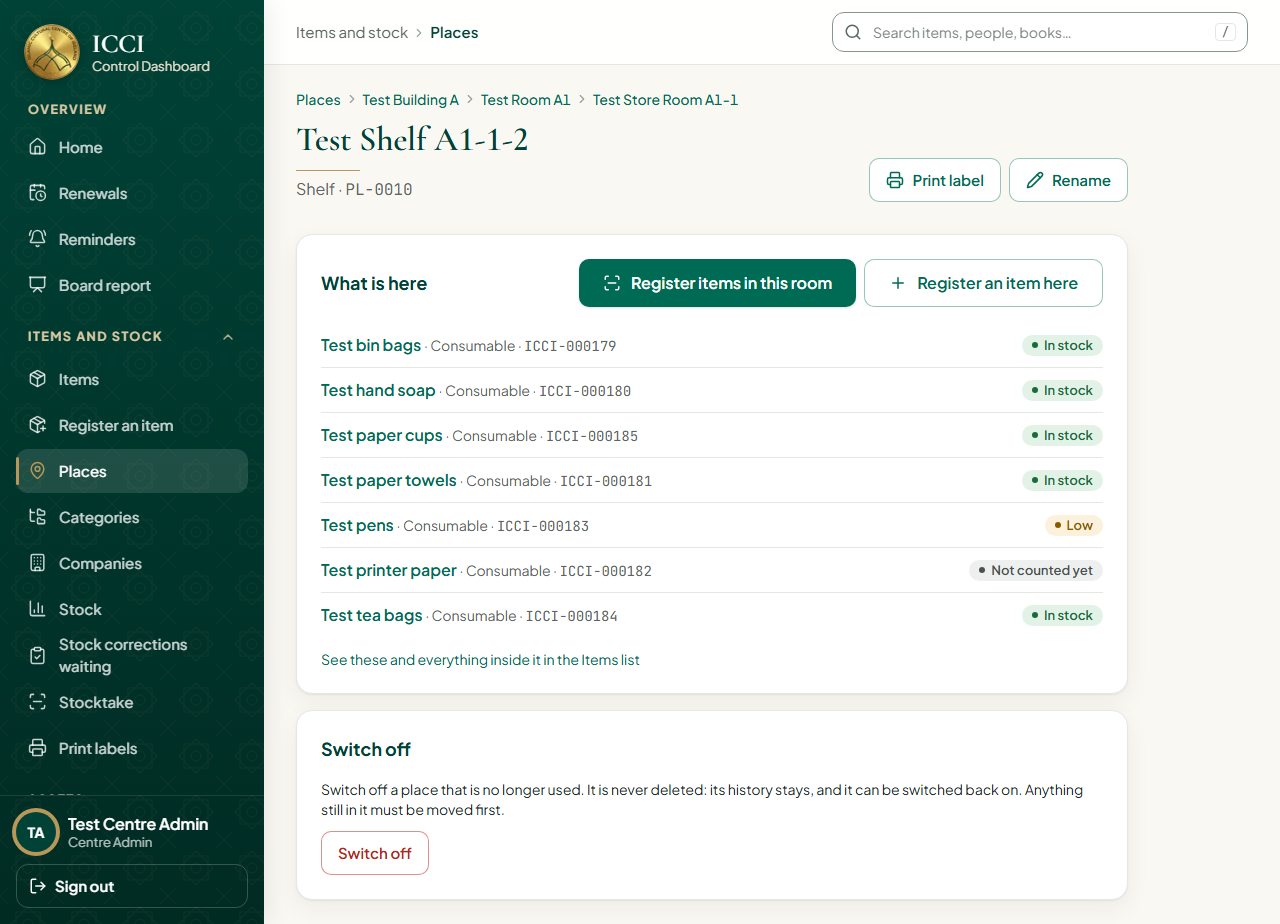 ICCI
Control Dashboard
OVERVIEW
Home
Renewals
Reminders
Board report
ITEMS AND STOCK
Items
Register an item
Places
Categories
Companies
Stock
Stock corrections
waiting
Stocktake
Print labels
TA
Test Centre Admin
Centre Admin
Sign out
Items and stock > Places
Search items, people, books... /
Places > Test Building A > Test Room A1 > Test Store Room A1-1
Test Shelf A1-1-2
Shelf · PL-0010
Print label
Rename
What is here
Register items in this room
Register an item here
Test bin bags · Consumable · ICCI-000179 In stock
Test hand soap · Consumable · ICCI-000180 In stock
Test paper cups · Consumable · ICCI-000185 In stock
Test paper towels · Consumable · ICCI-000181 In stock
Test pens · Consumable · ICCI-000183 Low
Test printer paper · Consumable · ICCI-000182 Not counted yet
Test tea bags · Consumable · ICCI-000184 In stock
See these and everything inside it in the Items list
Switch off
Switch off a place that is no longer used. It is never deleted: its history stays, and it can be switched back on. Anything
still in it must be moved first.
Switch off